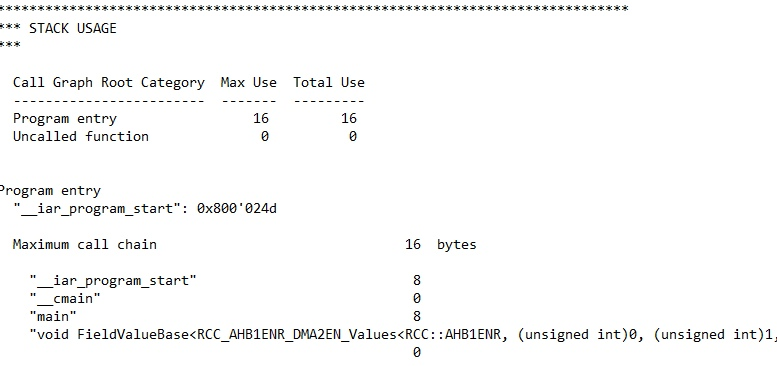 *******************************************************************************
*** STACK USAGE
***
Call Graph Root Category  Max Use  Total Use
------------------------  -------  ---------
Program entry                  16         16
Uncalled function               0          0
Program entry
"__iar_program_start": 0x800'024d
Maximum call chain                              16  bytes
"__iar_program_start"                          8
"__cmain"                                      0
"main"                                         8
"void FieldValueBase<RCC_AHB1ENR_DMA2EN_Values<RCC::AHB1ENR, (unsigned int)0, (unsigned int)1,
0